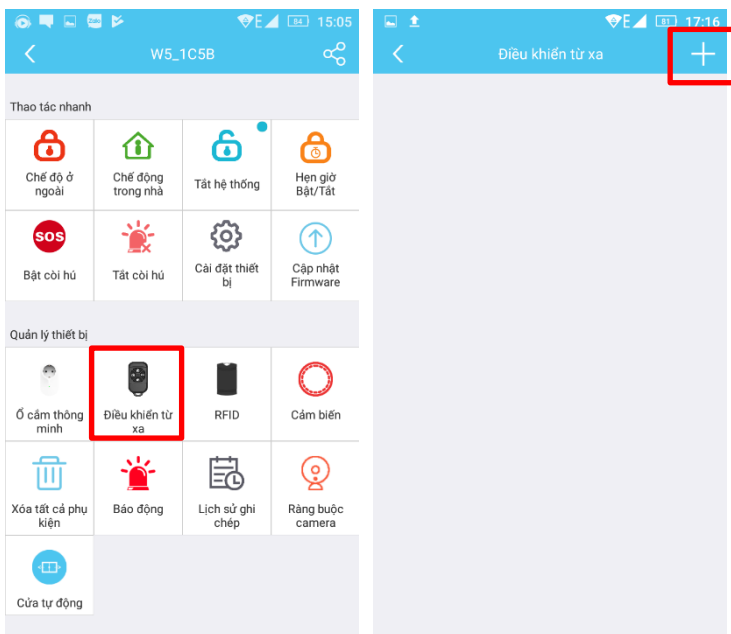 E 84 15:05
W5_1C5B
Thao tác nhanh
Chế độ ở
ngoài
Chế động
trong nhà
Tắt hệ thống
Hẹn giờ
Bật/Tắt
SOS
Bật còi hú
Tắt còi hú
Cài đặt thiết
bị
Cập nhật
Firmware
Quản lý thiết bị
Ổ cắm thông
minh
Điều khiển từ
xa
RFID
Cảm biến
Xóa tất cả phụ
kiện
Báo động
Lịch sử ghi
chép
Ràng buộc
camera
Cửa tự động
E 81 17:16
Điều khiển từ xa